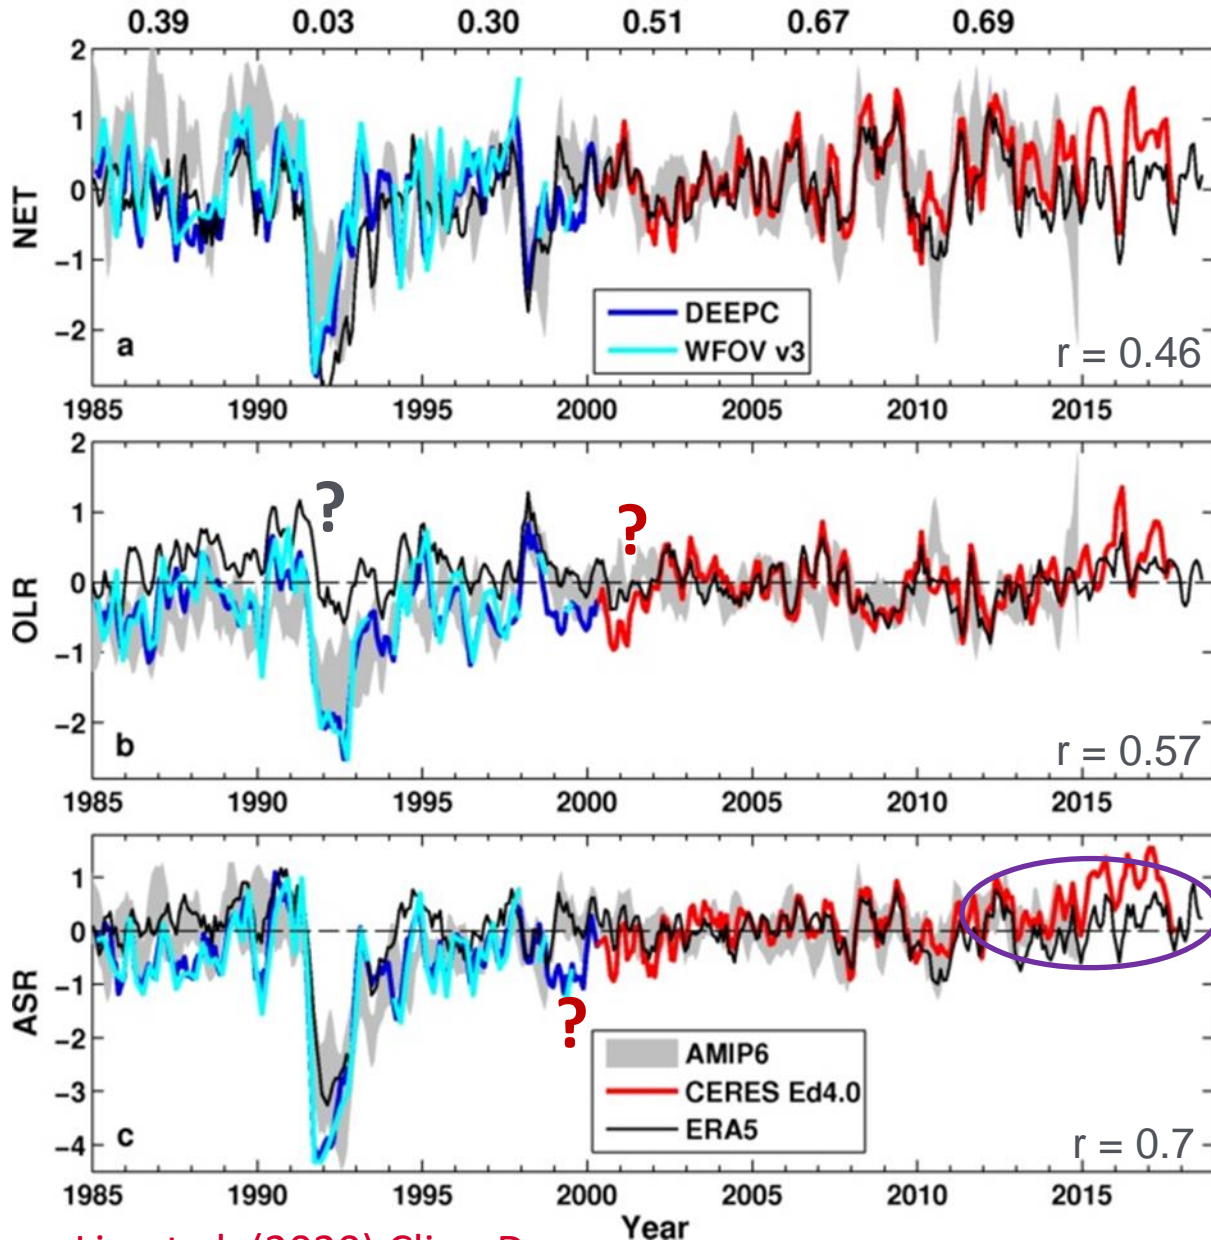 0.39 0.03 0.30 0.51 0.67 0.69
2
1
0
−1
−2
NET
a
DEEPC
WFOV v3
r = 0.46
1985 1990 1995 2000 2005 2010 2015
2
1
0
−1
−2
OLR
?
?
b
r = 0.57
1985 1990 1995 2000 2005 2010 2015
1
0
−1
−2
−3
−4
ASR
?
c
AMIP6
CERES Ed4.0
ERA5
r = 0.7
1985 1990 1995 2000 2005 2010 2015
Year
(2020)